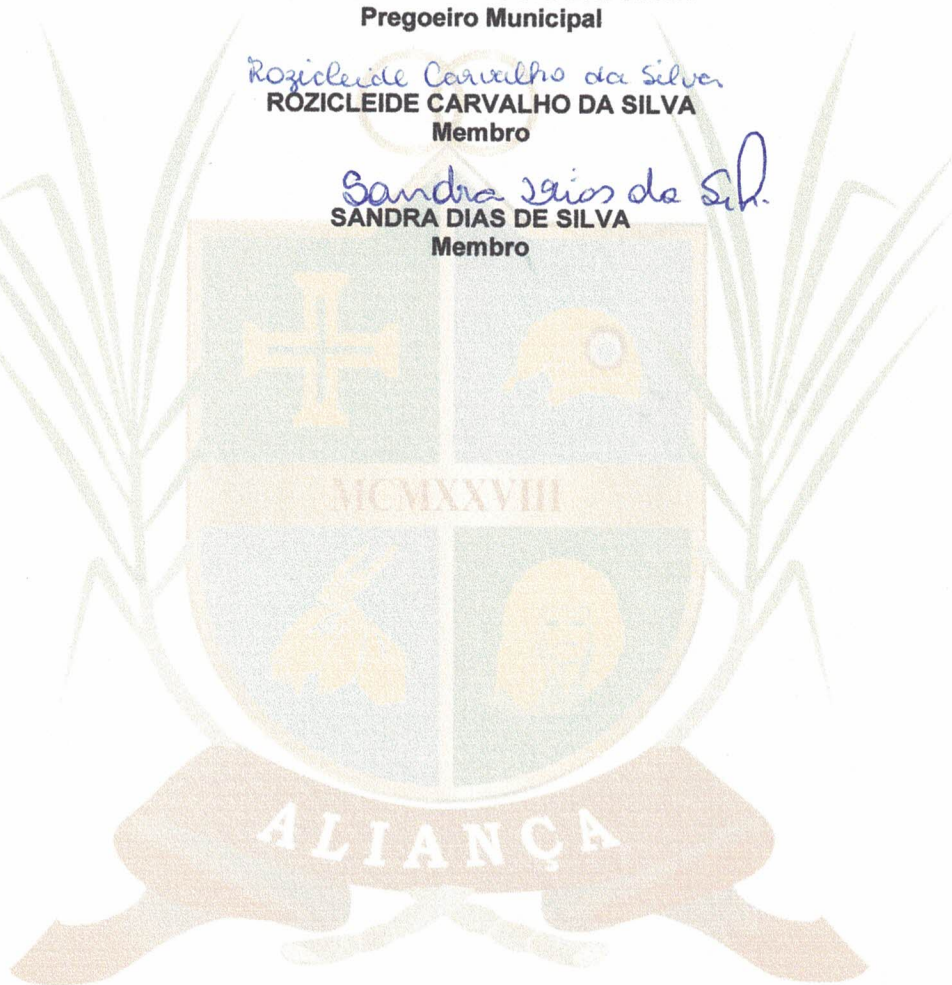 Pregoeiro Municipal
Rozicleide Carvalho da Silva
ROZICLEIDE CARVALHO DA SILVA
Membro
Sandra Dias da Sil.
SANDRA DIAS DE SILVA
Membro
MCMXXVIII
ALIANÇA